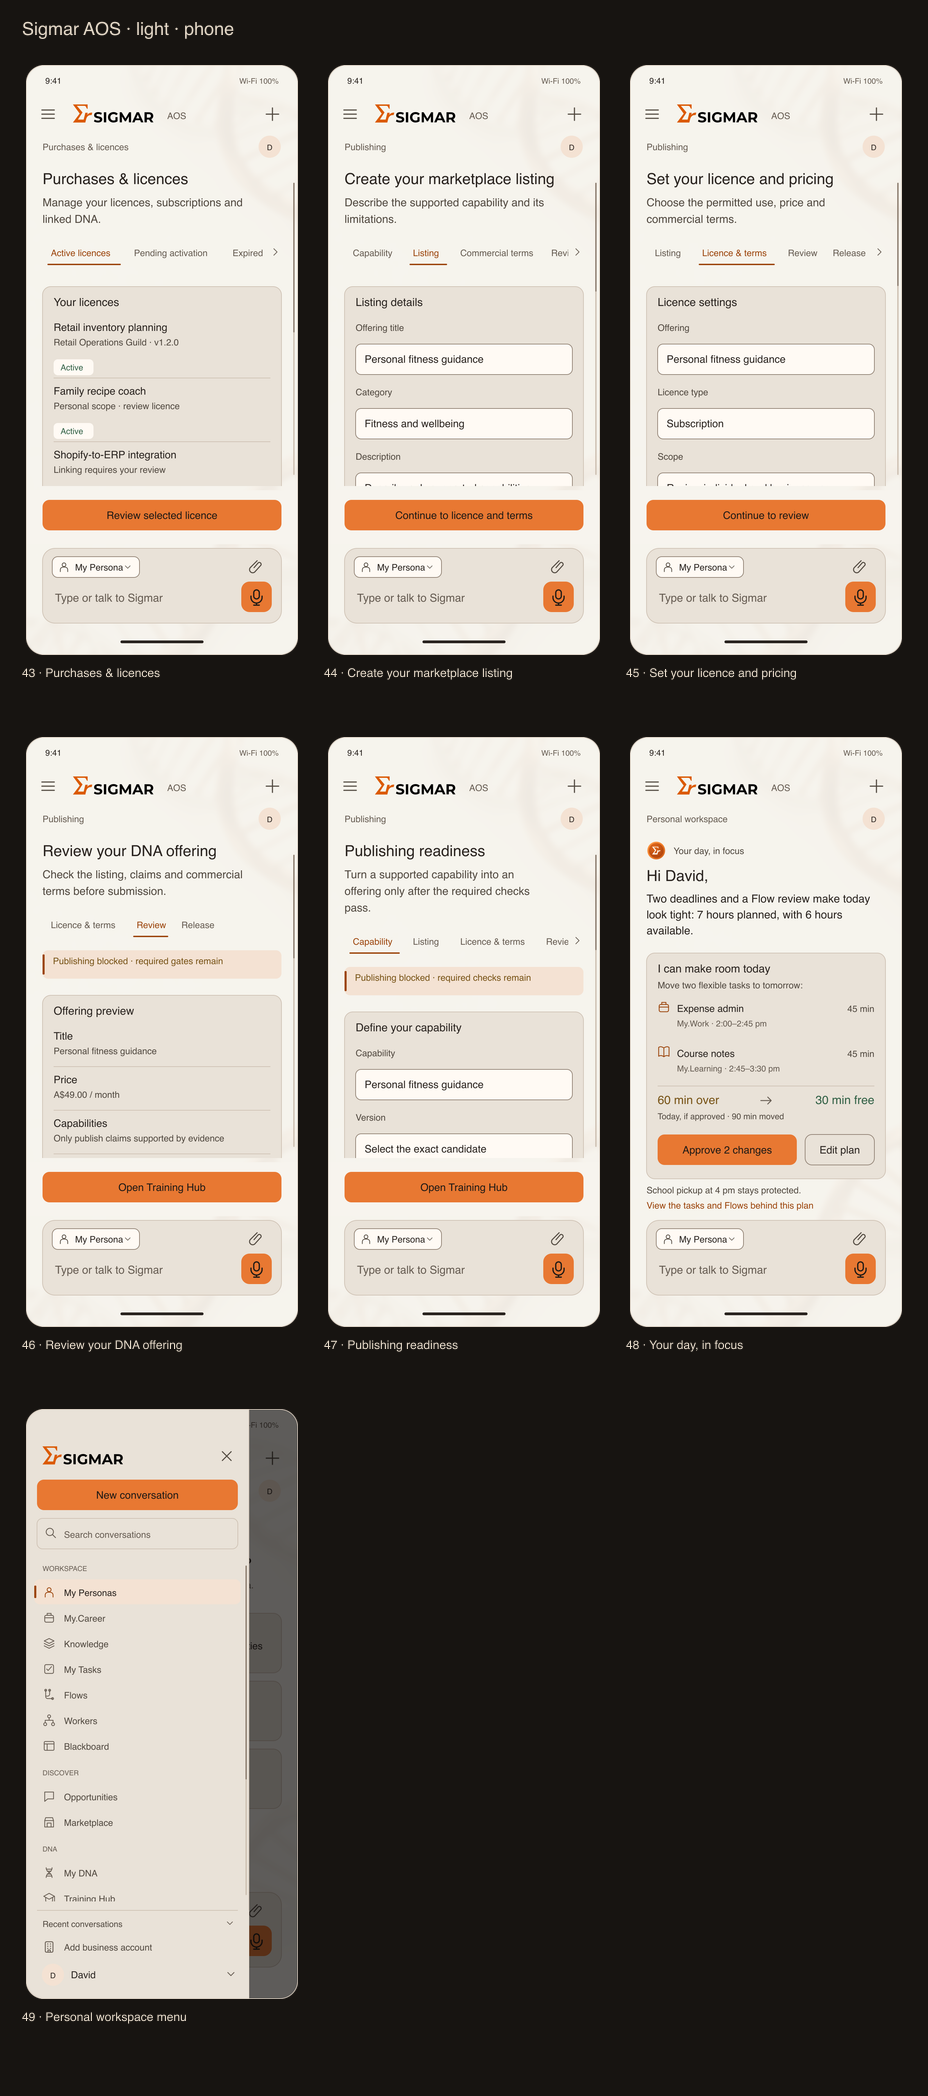 Sigmar AOS · light · phone
9:41
Wi-Fi 100%
SIGMAR AOS
Purchases & licences
D
Purchases & licences
Manage your licences, subscriptions and
linked DNA.
Active licences
Pending activation
Expired
Your licences
Retail inventory planning
Retail Operations Guild · v1.2.0
Active
Family recipe coach
Personal scope · review licence
Active
Shopify-to-ERP integration
Linking requires your review
Review selected licence
My Persona
Type or talk to Sigmar
43 · Purchases & licences
9:41
Wi-Fi 100%
SIGMAR AOS
Publishing
D
Create your marketplace listing
Describe the supported capability and its
limitations.
Capability
Listing
Commercial terms
Revi
Listing details
Offering title
Personal fitness guidance
Category
Fitness and wellbeing
Description
Continue to licence and terms
My Persona
Type or talk to Sigmar
44 · Create your marketplace listing
9:41
Wi-Fi 100%
SIGMAR AOS
Publishing
D
Set your licence and pricing
Choose the permitted use, price and
commercial terms.
Listing
Licence & terms
Review
Release
Licence settings
Offering
Personal fitness guidance
Licence type
Subscription
Scope
Continue to review
My Persona
Type or talk to Sigmar
45 · Set your licence and pricing
9:41
Wi-Fi 100%
SIGMAR AOS
Publishing
D
Review your DNA offering
Check the listing, claims and commercial
terms before submission.
Licence & terms
Review
Release
Publishing blocked · required gates remain
Offering preview
Title
Personal fitness guidance
Price
A$49.00 / month
Capabilities
Only publish claims supported by evidence
Open Training Hub
My Persona
Type or talk to Sigmar
46 · Review your DNA offering
9:41
Wi-Fi 100%
SIGMAR AOS
Publishing
D
Publishing readiness
Turn a supported capability into an
offering only after the required checks
pass.
Capability
Listing
Licence & terms
Revie
Publishing blocked · required checks remain
Define your capability
Capability
Personal fitness guidance
Version
Select the exact candidate
Open Training Hub
My Persona
Type or talk to Sigmar
47 · Publishing readiness
9:41
Wi-Fi 100%
SIGMAR AOS
Personal workspace
D
Your day, in focus
Hi David,
Two deadlines and a Flow review make today
look tight: 7 hours planned, with 6 hours
available.
I can make room today
Move two flexible tasks to tomorrow:
Expense admin
45 min
My.Work · 2:00–2:45 pm
Course notes
45 min
My.Learning · 2:45–3:30 pm
60 min over → 30 min free
Today, if approved · 90 min moved
Approve 2 changes
Edit plan
School pickup at 4 pm stays protected.
View the tasks and Flows behind this plan
My Persona
Type or talk to Sigmar
48 · Your day, in focus
Fi 100%
SIGMAR
D
New conversation
Search conversations
WORKSPACE
My Personas
My.Career
Knowledge
ies
My Tasks
Flows
Workers
Blackboard
DISCOVER
Opportunities
Marketplace
DNA
My DNA
Training Hub
Recent conversations
Add business account
D
David
49 · Personal workspace menu